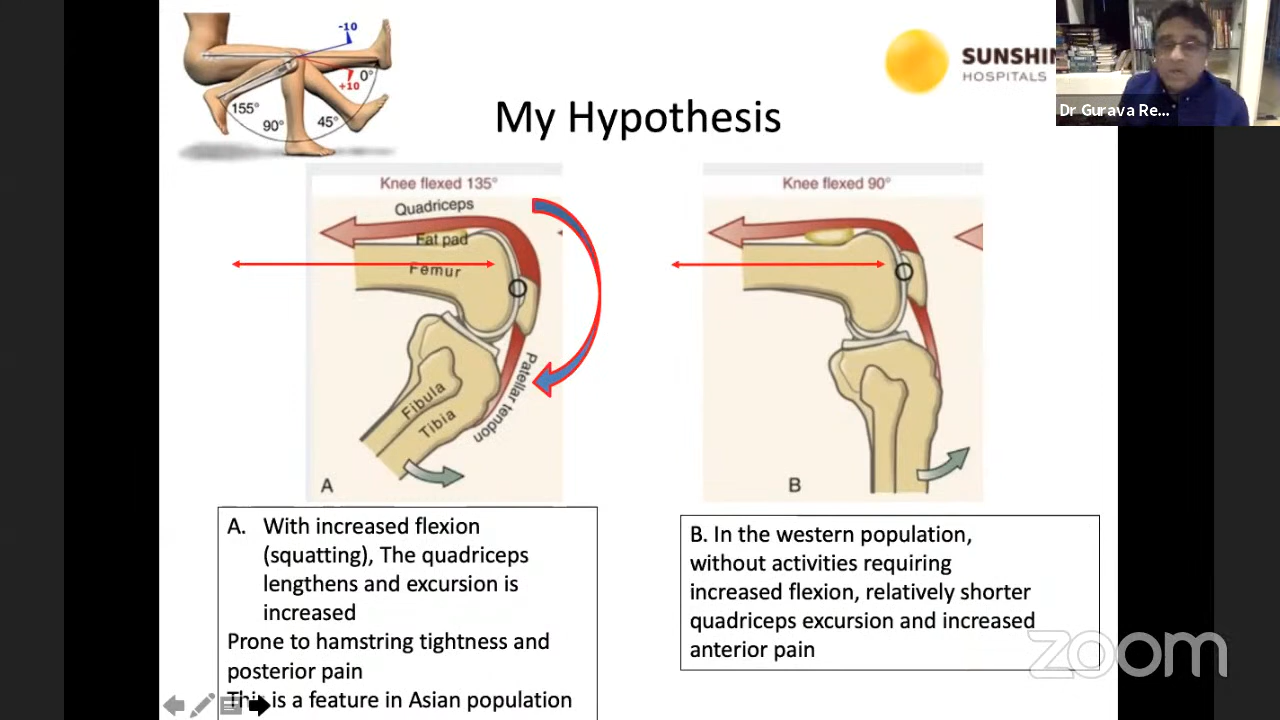 -10
0°
+10
155°
90°
45°
My Hypothesis
SUNSHIN
HOSPITALS
Dr Gurava Re...
Knee flexed 135°
Quadriceps
Fat pad
Femur
Patellar tendon
Fibula
Tibia
A
Knee flexed 90°
B
A. With increased flexion
(squatting), The quadriceps
lengthens and excursion is
increased
Prone to hamstring tightness and
posterior pain
This is a feature in Asian population
B. In the western population,
without activities requiring
increased flexion, relatively shorter
quadriceps excursion and increased
anterior pain
zoom